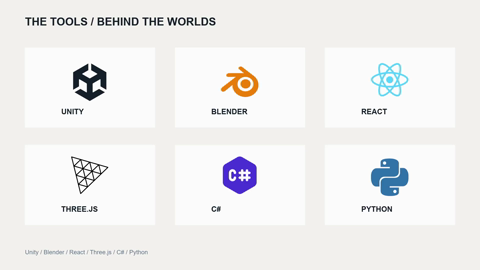 THE TOOLS / BEHIND THE WORLDS
UNITY
BLENDER
REACT
THREE.JS
C#
C#
PYTHON
Unity / Blender / React / Three.js / C# / Python